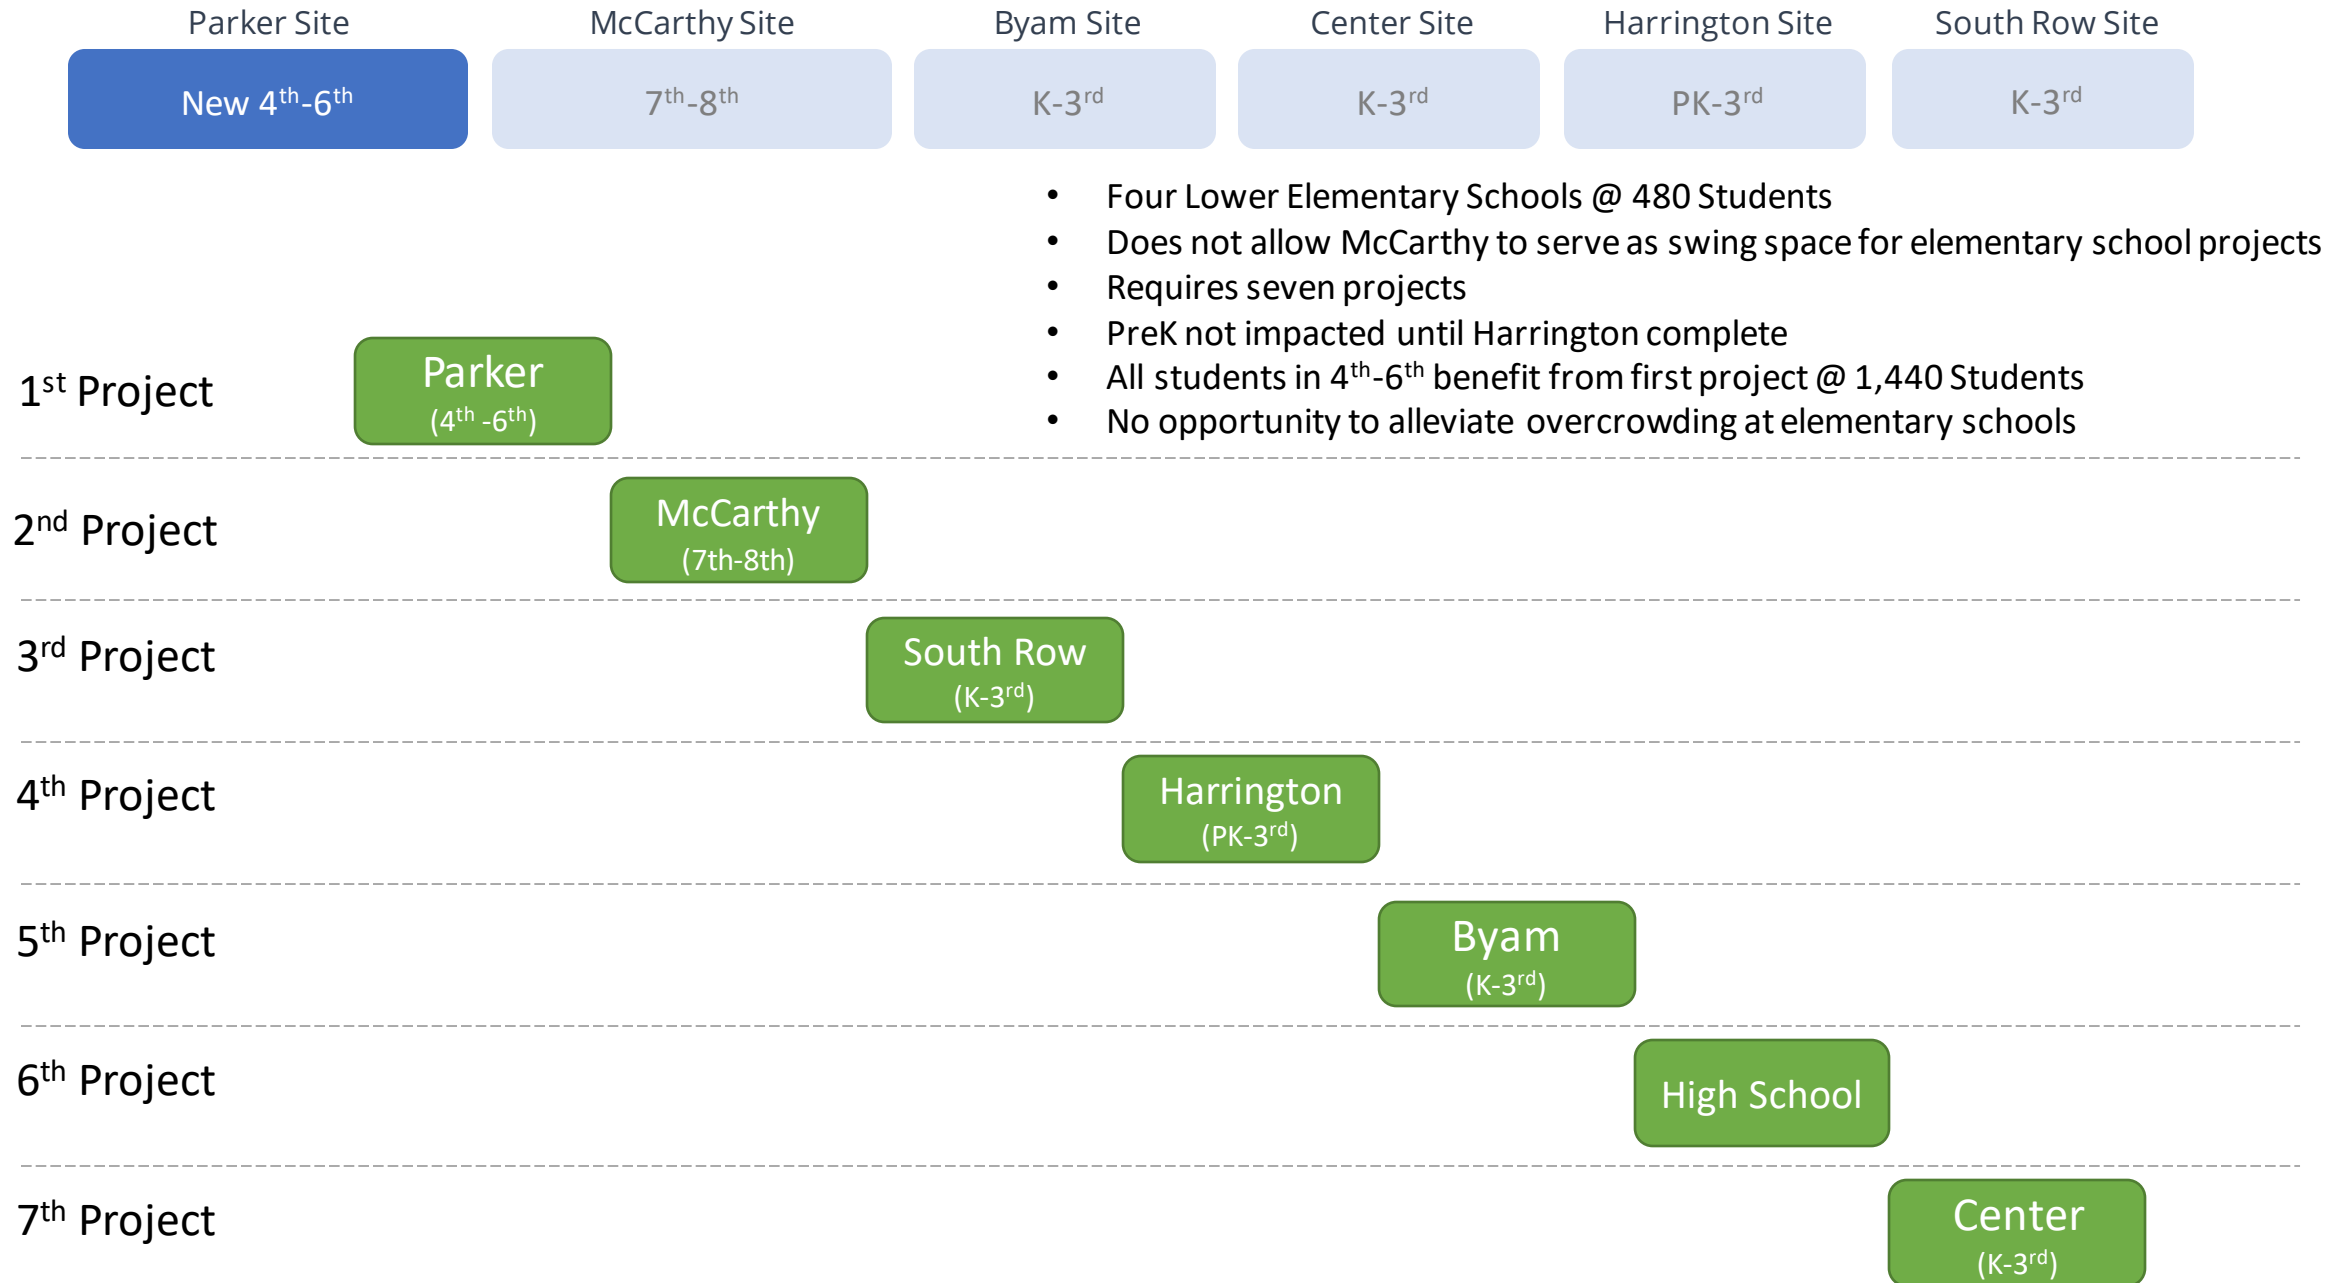 Parker Site McCarthy Site Byam Site Center Site Harrington Site South Row Site
New 4th-6th 7th-8th K-3rd K-3rd PK-3rd K-3rd
• Four Lower Elementary Schools @ 480 Students
• Does not allow McCarthy to serve as swing space for elementary school projects
• Requires seven projects
• PreK not impacted until Harrington complete
• All students in 4th-6th benefit from first project @ 1,440 Students
• No opportunity to alleviate overcrowding at elementary schools
1st Project
Parker
(4th -6th)
2nd Project
McCarthy
(7th-8th)
3rd Project
South Row
(K-3rd)
4th Project
Harrington
(PK-3rd)
5th Project
Byam
(K-3rd)
6th Project
High School
7th Project
Center
(K-3rd)